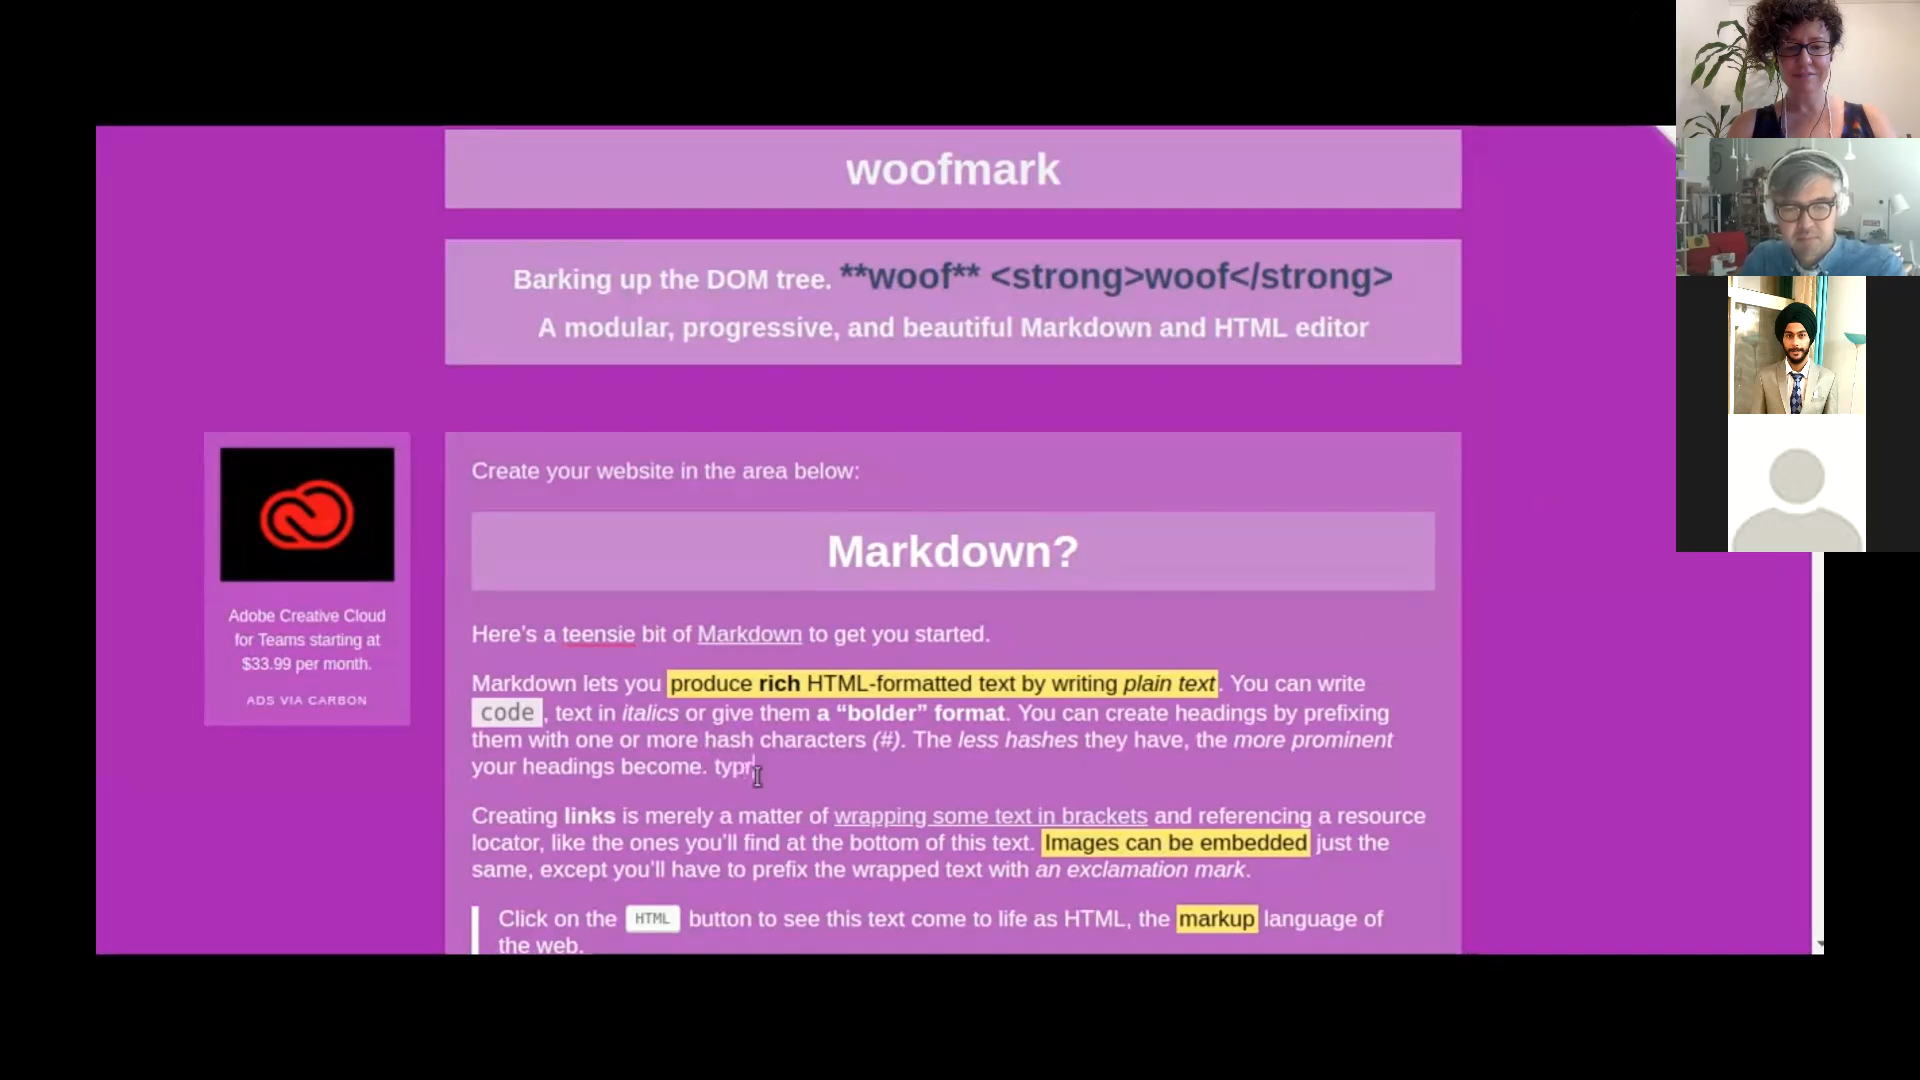 woofmark
Barking up the DOM tree. **woof** <strong>woof</strong>
A modular, progressive, and beautiful Markdown and HTML editor
Adobe Creative Cloud
for Teams starting at
$33.99 per month.
ADS VIA CARBON
Create your website in the area below:
Markdown?
Here's a teensie bit of Markdown to get you started.
Markdown lets you produce rich HTML-formatted text by writing plain text. You can write
code, text in italics or give them a “bolder” format. You can create headings by prefixing
them with one or more hash characters (#). The less hashes they have, the more prominent
your headings become.
Creating links is merely a matter of wrapping some text in brackets and referencing a resource
locator, like the ones you'll find at the bottom of this text. Images can be embedded just the
same, except you'll have to prefix the wrapped text with an exclamation mark.
Click on the HTML button to see this text come to life as HTML, the markup language of
the web.